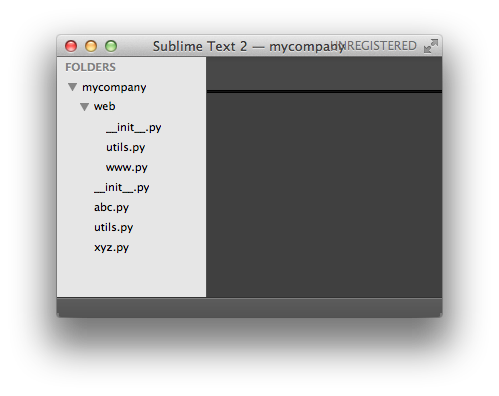 Sublime Text 2 — mycompany UNREGISTERED
FOLDERS
mycompany
web
__init__.py
utils.py
www.py
__init__.py
abc.py
utils.py
xyz.py